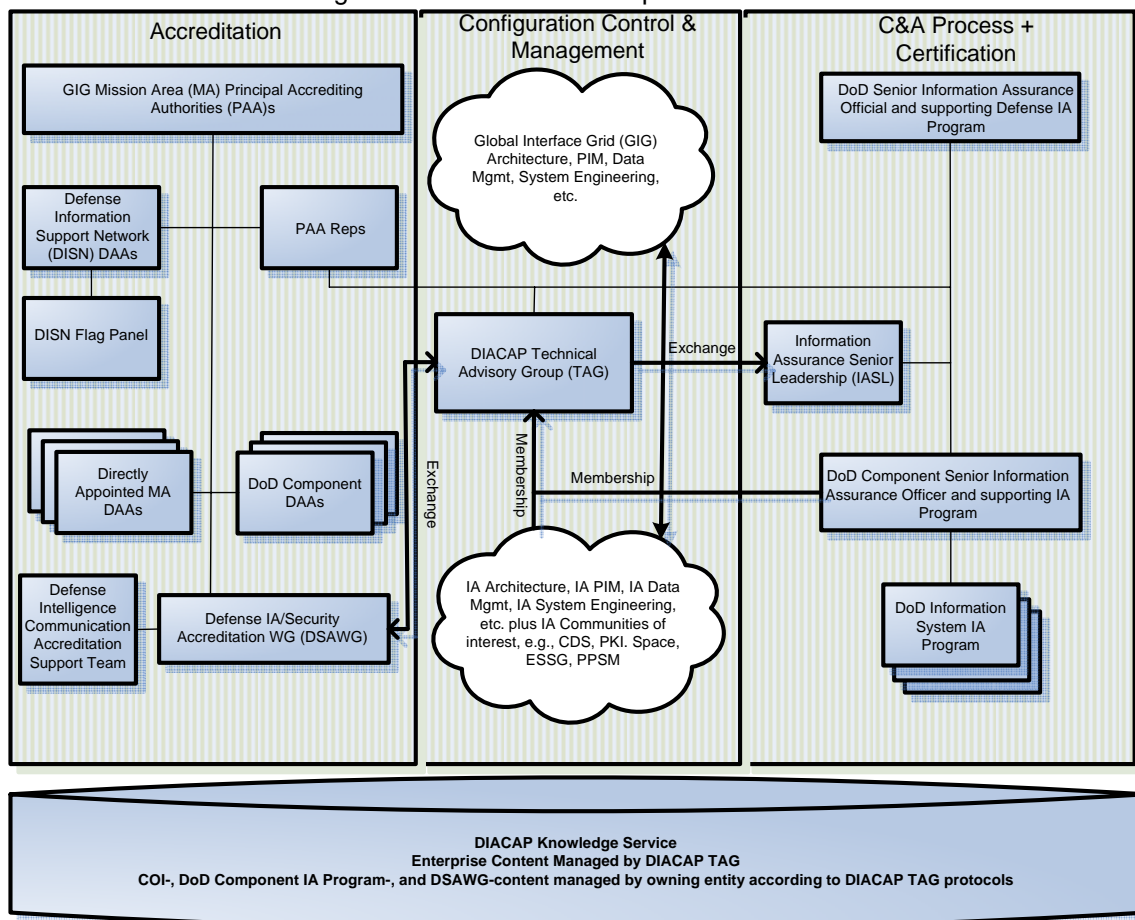 Accreditation
GIG Mission Area (MA) Principal Accrediting
Authorities (PAA)s
Defense
Information
Support Network
(DISN) DAAs
PAA Reps
DISN Flag Panel
Directly
Appointed MA
DAAs
DoD Component
DAAs
Defense
Intelligence
Communication
Accreditation
Support Team
Defense IA/Security
Accreditation WG (DSAWG)
Exchange
Configuration Control &
Management
Global Interface Grid (GIG)
Architecture, PIM, Data
Mgmt, System Engineering,
etc.
DIACAP Technical
Advisory Group (TAG)
Exchange
Membership
Membership
IA Architecture, IA PIM, IA Data
Mgmt, IA System Engineering,
etc. plus IA Communities of
interest, e.g., CDS, PKI. Space,
ESSG, PPSM
C&A Process +
Certification
DoD Senior Information Assurance
Official and supporting Defense IA
Program
Information
Assurance Senior
Leadership (IASL)
DoD Component Senior Information
Assurance Officer and supporting IA
Program
DoD Information
System IA
Program
DIACAP Knowledge Service
Enterprise Content Managed by DIACAP TAG
COI-, DoD Component IA Program-, and DSAWG-content managed by owning entity according to DIACAP TAG protocols